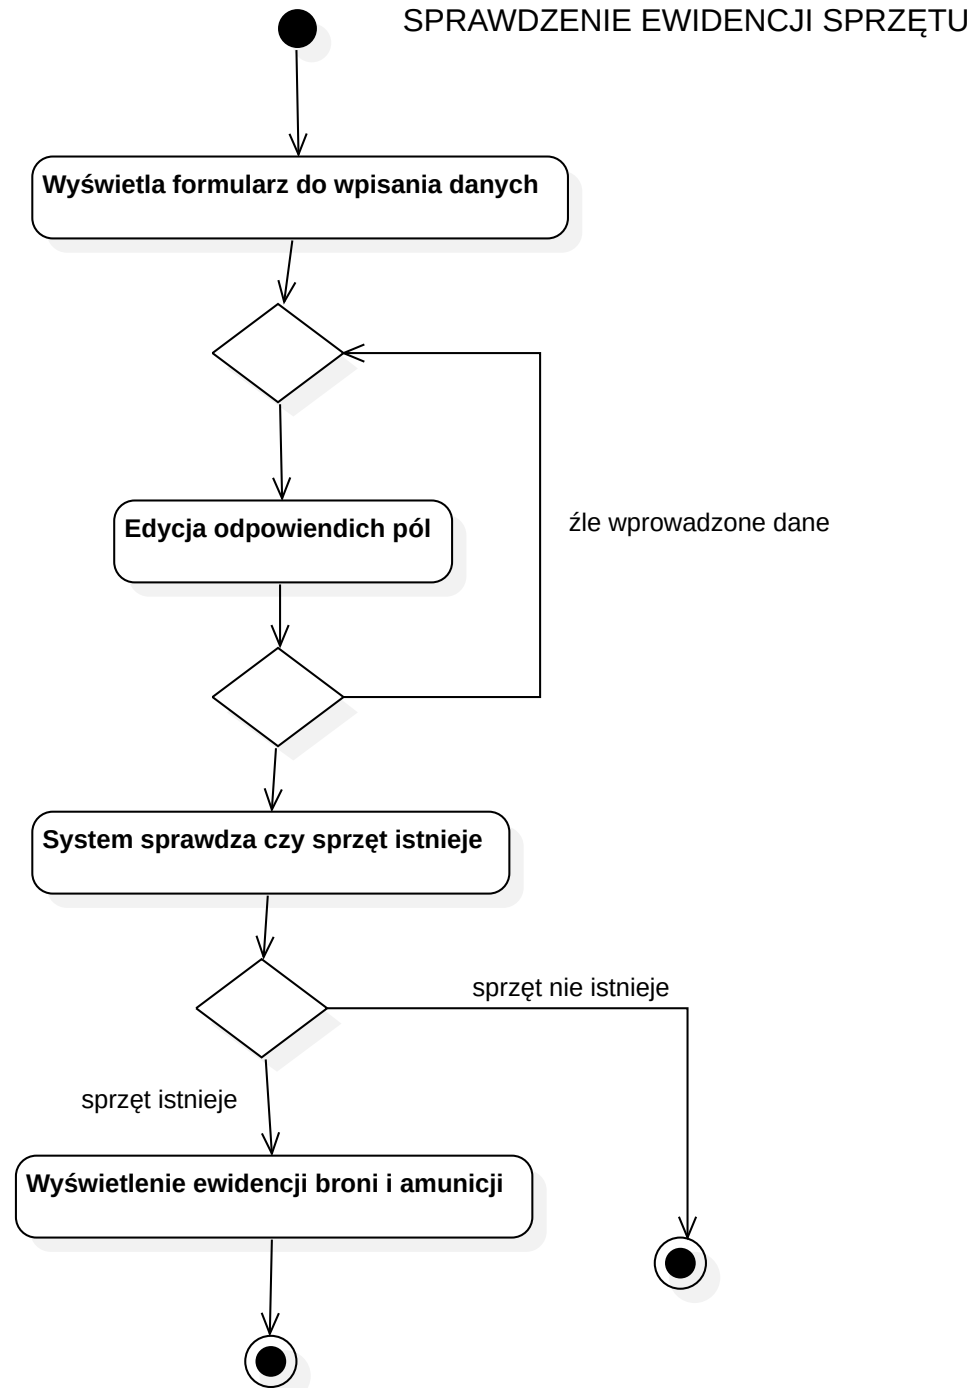 SPRAWDZENIE EWIDENCJI SPRZĘTU
Wyświetla formularz do wpisania danych
Edycja odpowiendich pól
źle wprowadzone dane
System sprawdza czy sprzęt istnieje
sprzęt nie istnieje
sprzęt istnieje
Wyświetlenie ewidencji broni i amunicji